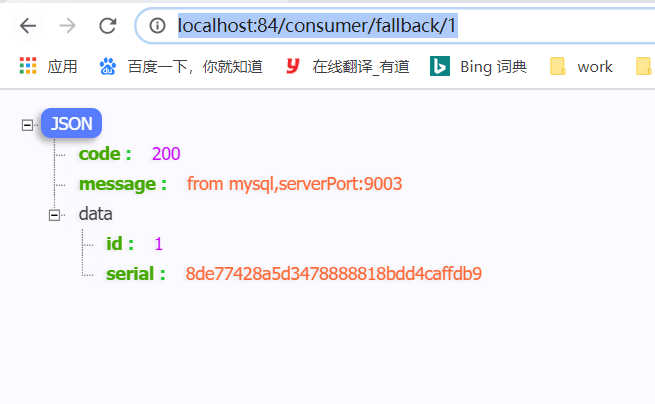 localhost:84/consumer/fallback/1
应用 百度一下，你就知道 在线翻译_有道 Bing 词典 work
JSON
code : 200
message : from mysql,serverPort:9003
data
id : 1
serial : 8de77428a5d3478888818bdd4caffdb9